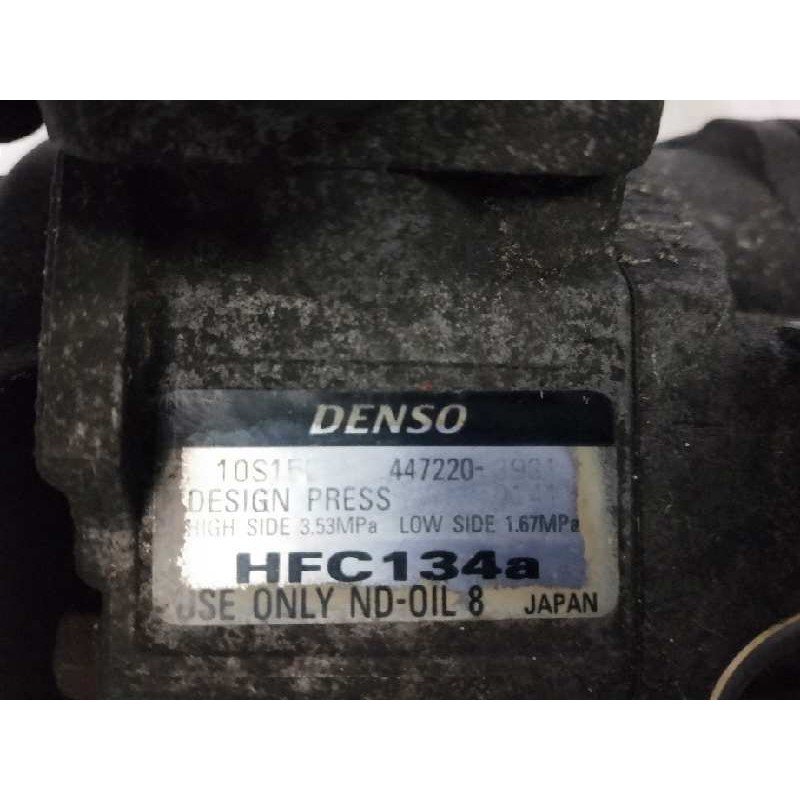 DENSO
447220-
DESIGN PRESS
HIGH SIDE 3.53MPa LOW SIDE 1.67MPa
HFC134a
USE ONLY ND-OIL 8 JAPAN